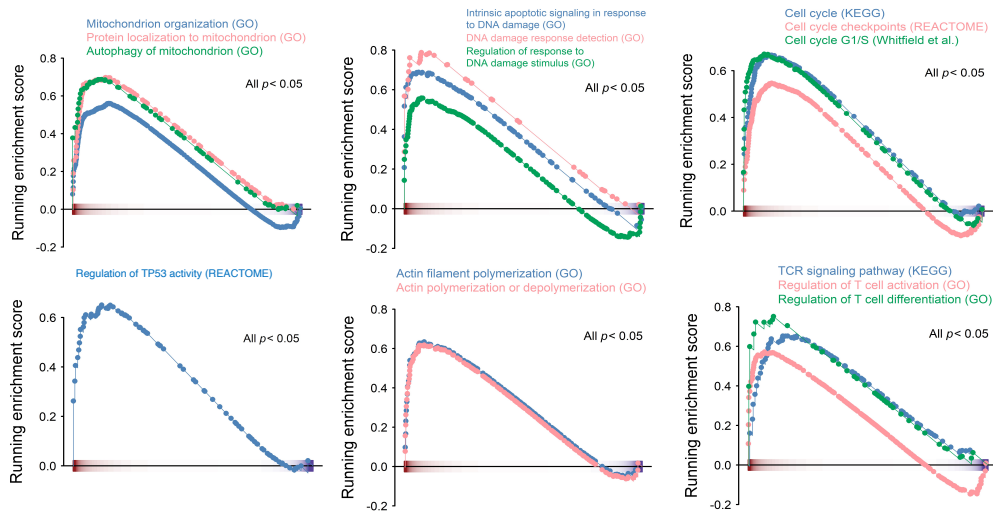 Mitochondrion organization (GO)
Protein localization to mitochondrion (GO)
Autophagy of mitochondrion (GO)
All p < 0.05
Running enrichment score
0.8
0.6
0.4
0.2
0.0
-0.2
Intrinsic apoptotic signaling in response
to DNA damage (GO)
DNA damage response detection (GO)
Regulation of response to
DNA damage stimulus (GO)
All p < 0.05
Running enrichment score
0.8
0.6
0.4
0.2
0.0
-0.2
Cell cycle (KEGG)
Cell cycle checkpoints (REACTOME)
Cell cycle G1/S (Whitfield et al.)
All p < 0.05
Running enrichment score
0.6
0.4
0.2
0.0
Regulation of TP53 activity (REACTOME)
All p < 0.05
Running enrichment score
0.6
0.4
0.2
0.0
Actin filament polymerization (GO)
Actin polymerization or depolymerization (GO)
All p < 0.05
Running enrichment score
0.8
0.6
0.4
0.2
0.0
-0.2
TCR signaling pathway (KEGG)
Regulation of T cell activation (GO)
Regulation of T cell differentiation (GO)
All p < 0.05
Running enrichment score
0.8
0.6
0.4
0.2
0.0
-0.2